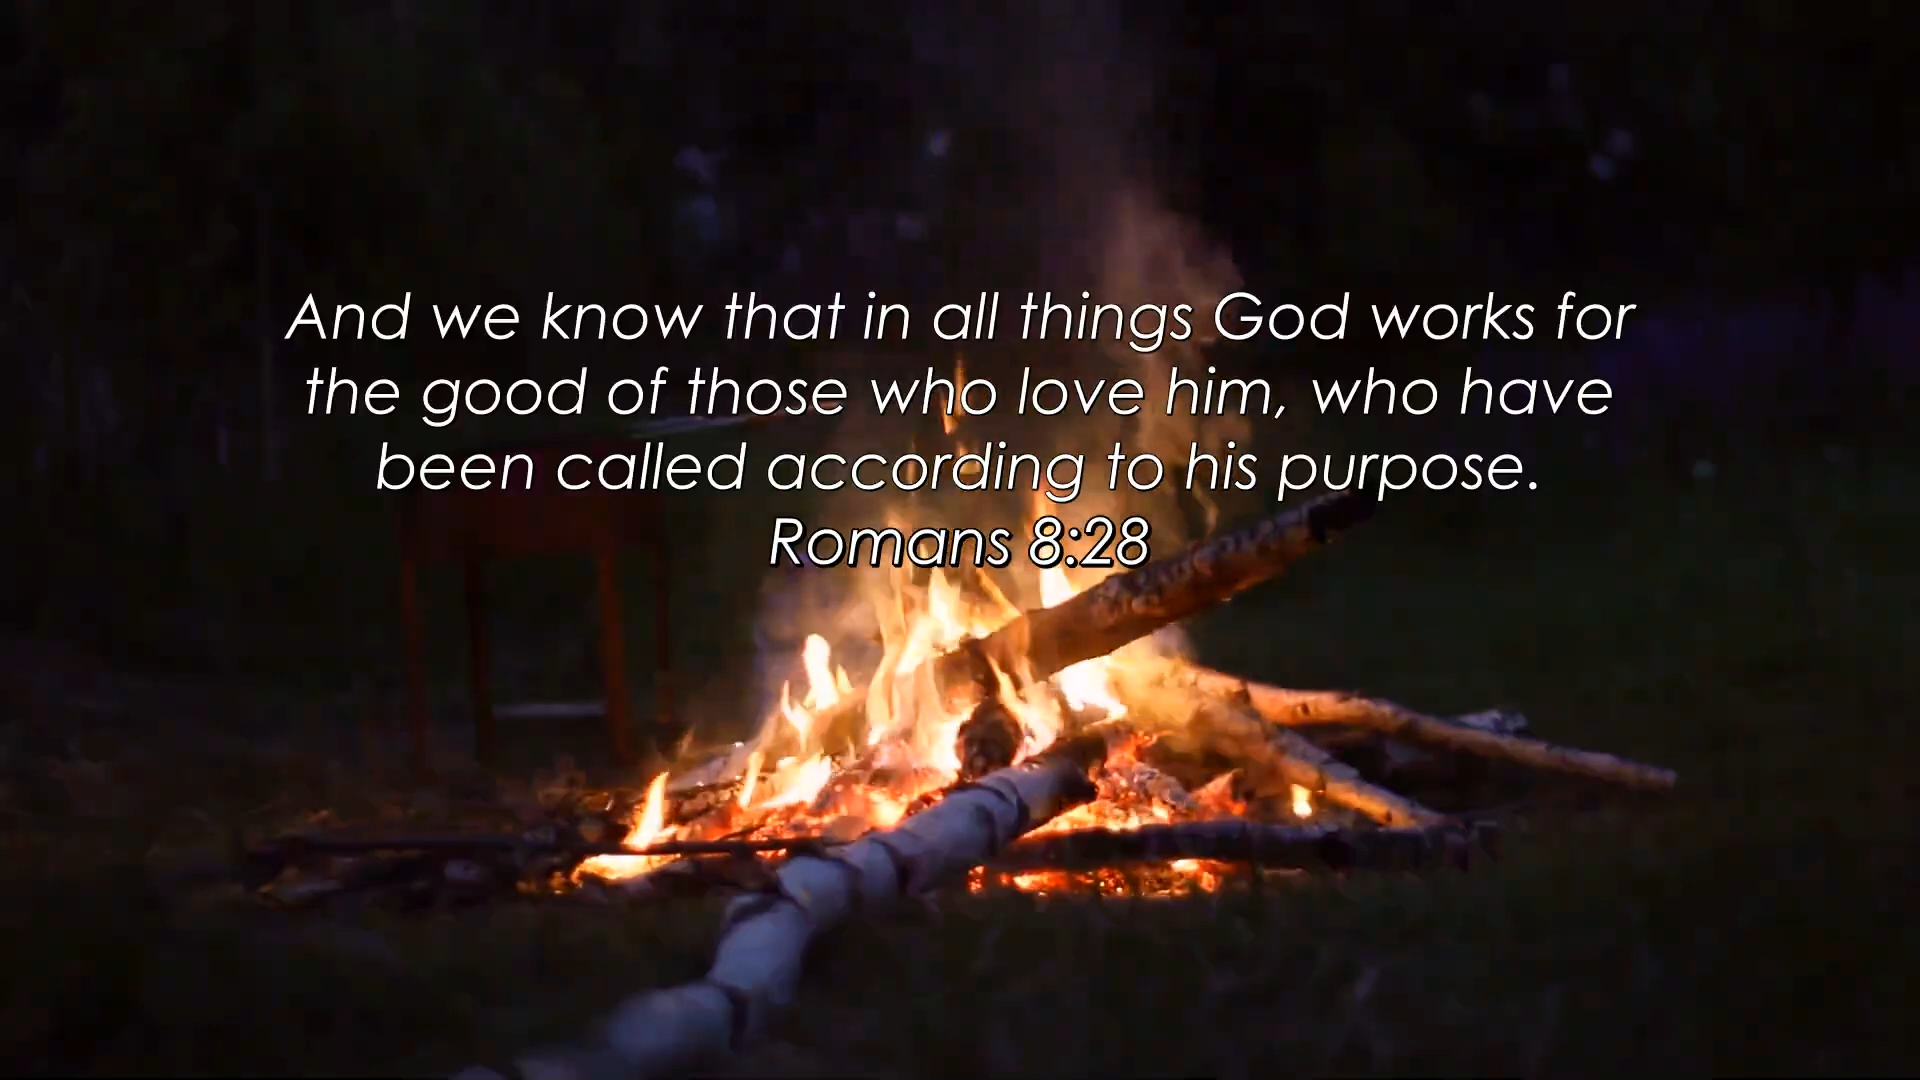 And we know that in all things God works for
the good of those who love him, who have
been called according to his purpose.
Romans 8:28